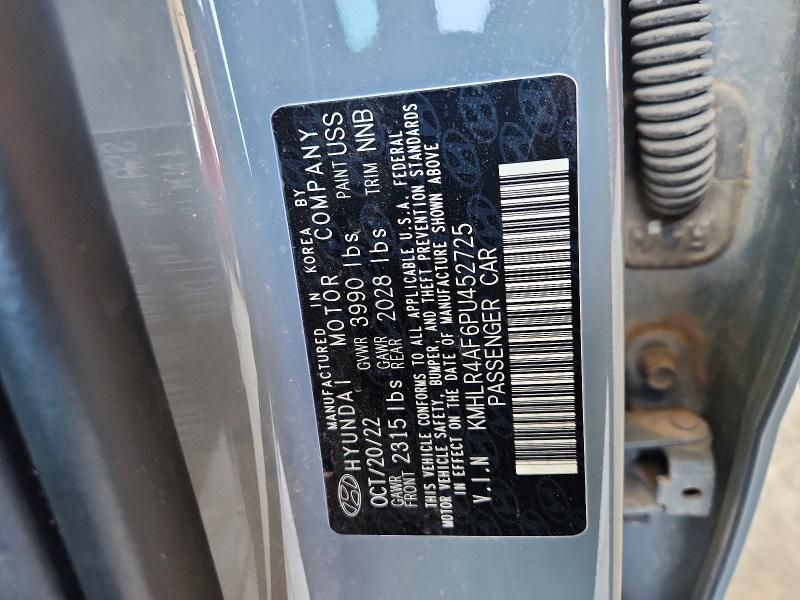 MANUFACTURED IN KOREA BY
HYUNDAI MOTOR COMPANY
OCT/20/22 GVWR 3990 lbs PAINT USS
GAWR FRONT 2315 lbs GAWR REAR 2028 lbs TRIM NNB
THIS VEHICLE CONFORMS TO ALL APPLICABLE U.S.A. FEDERAL
MOTOR VEHICLE SAFETY, BUMPER, AND THEFT PREVENTION STANDARDS
IN EFFECT ON THE DATE OF MANUFACTURE SHOWN ABOVE
V.I.N KMHLR4AF6PU452725
PASSENGER CAR